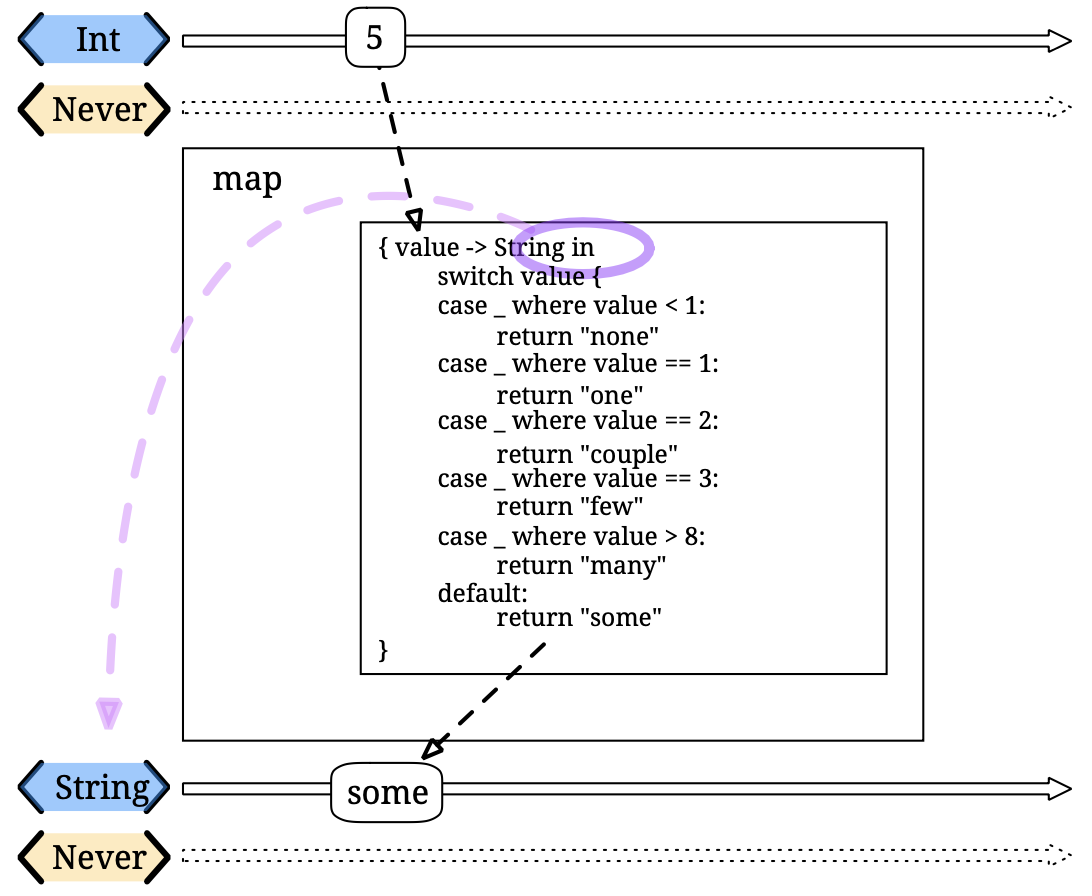 Int
5
Never
map
{ value -> String in
switch value {
case _ where value < 1:
return "none"
case _ where value == 1:
return "one"
case _ where value == 2:
return "couple"
case _ where value == 3:
return "few"
case _ where value > 8:
return "many"
default:
return "some"
}
String
some
Never